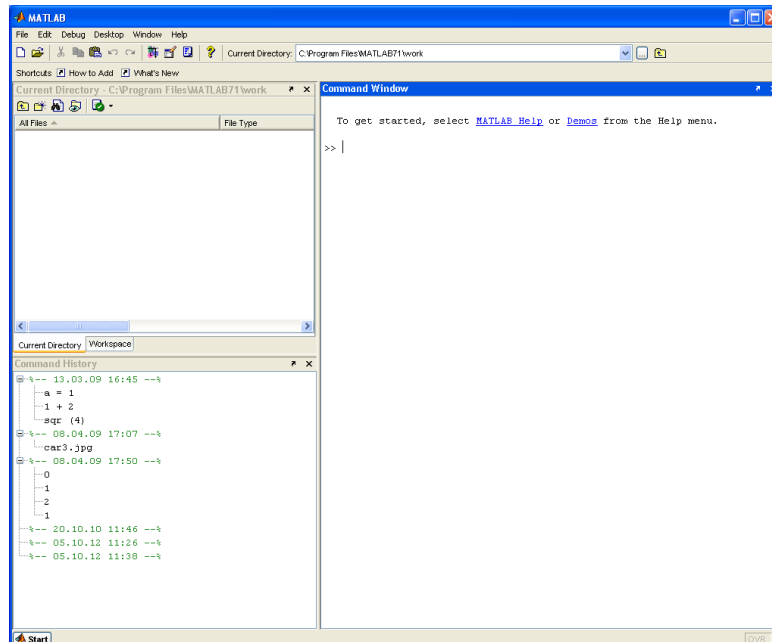 MATLAB
File Edit Debug Desktop Window Help
Current Directory: C:\Program Files\MATLAB71\work
Shortcuts How to Add What's New
Current Directory - C:\Program Files\MATLAB71\work
All Files File Type
Current Directory Workspace
Command History
%-- 13.03.09 16:45 --%
a = 1
1 + 2
sqr (4)
%-- 08.04.09 17:07 --%
car3.jpg
%-- 08.04.09 17:50 --%
0
1
2
1
%-- 20.10.10 11:46 --%
%-- 05.10.12 11:26 --%
%-- 05.10.12 11:38 --%
Command Window
To get started, select MATLAB Help or Demos from the Help menu.
>>
Start
OVR